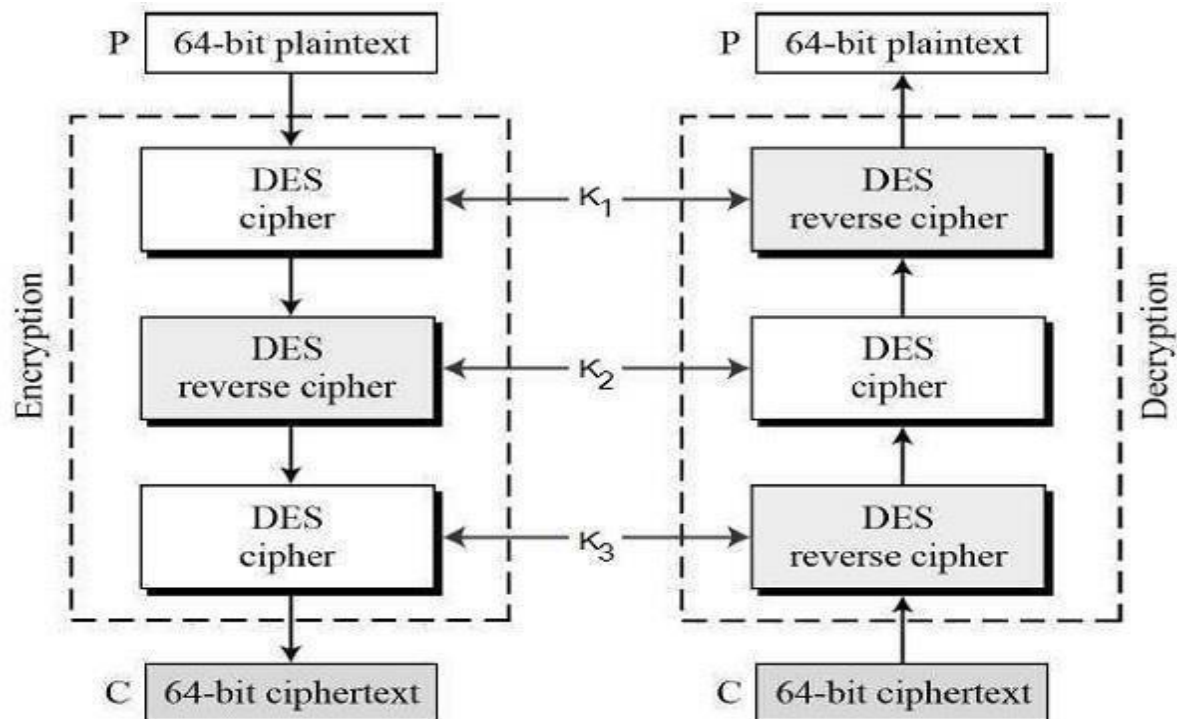 P 64-bit plaintext
DES
cipher
DES
reverse cipher
DES
cipher
C 64-bit ciphertext
Encryption
K1
K2
K3
P 64-bit plaintext
DES
reverse cipher
DES
cipher
DES
reverse cipher
C 64-bit ciphertext
Decryption